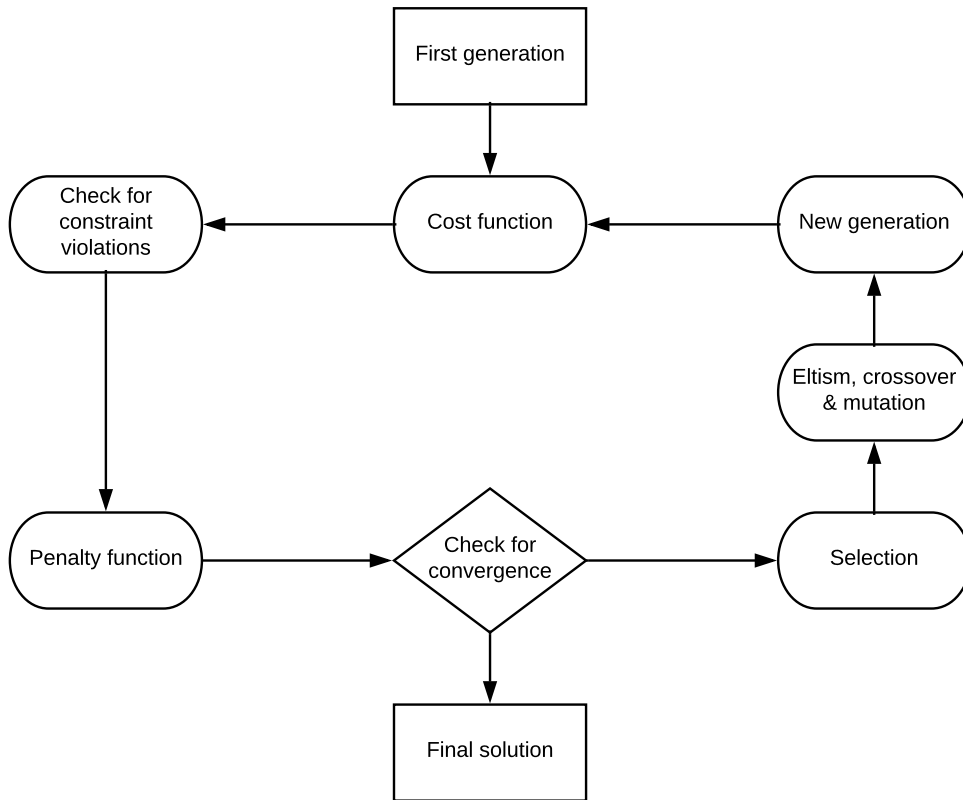 First generation
Check for
constraint
violations
Cost function
New generation
Eltism, crossover
& mutation
Penalty function
Check for
convergence
Selection
Final solution